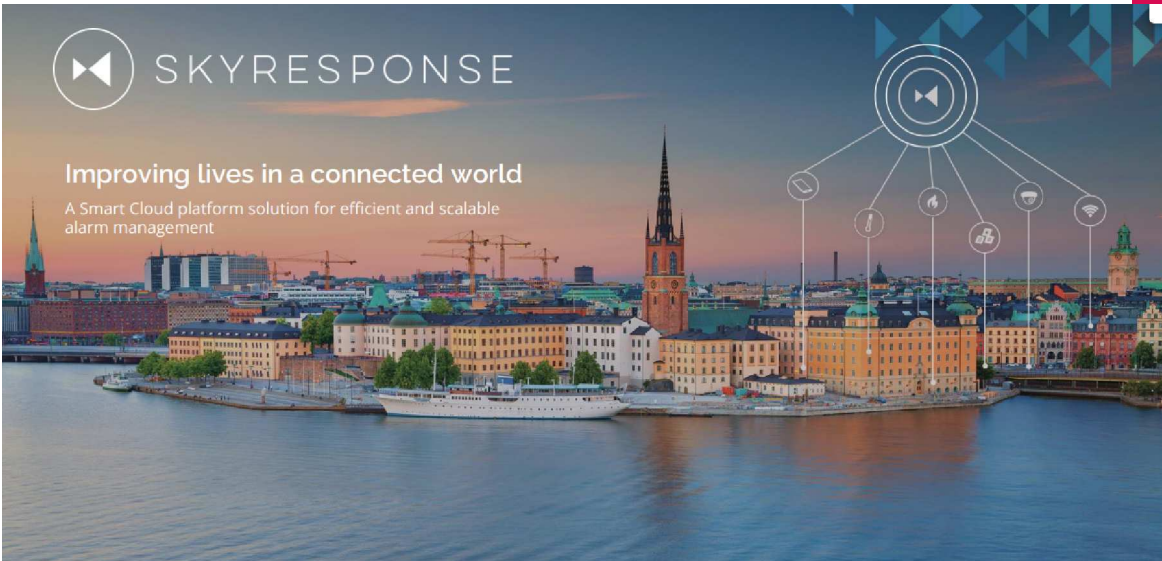 SKYRESPONSE
Improving lives in a connected world
A Smart Cloud platform solution for efficient and scalable
alarm management